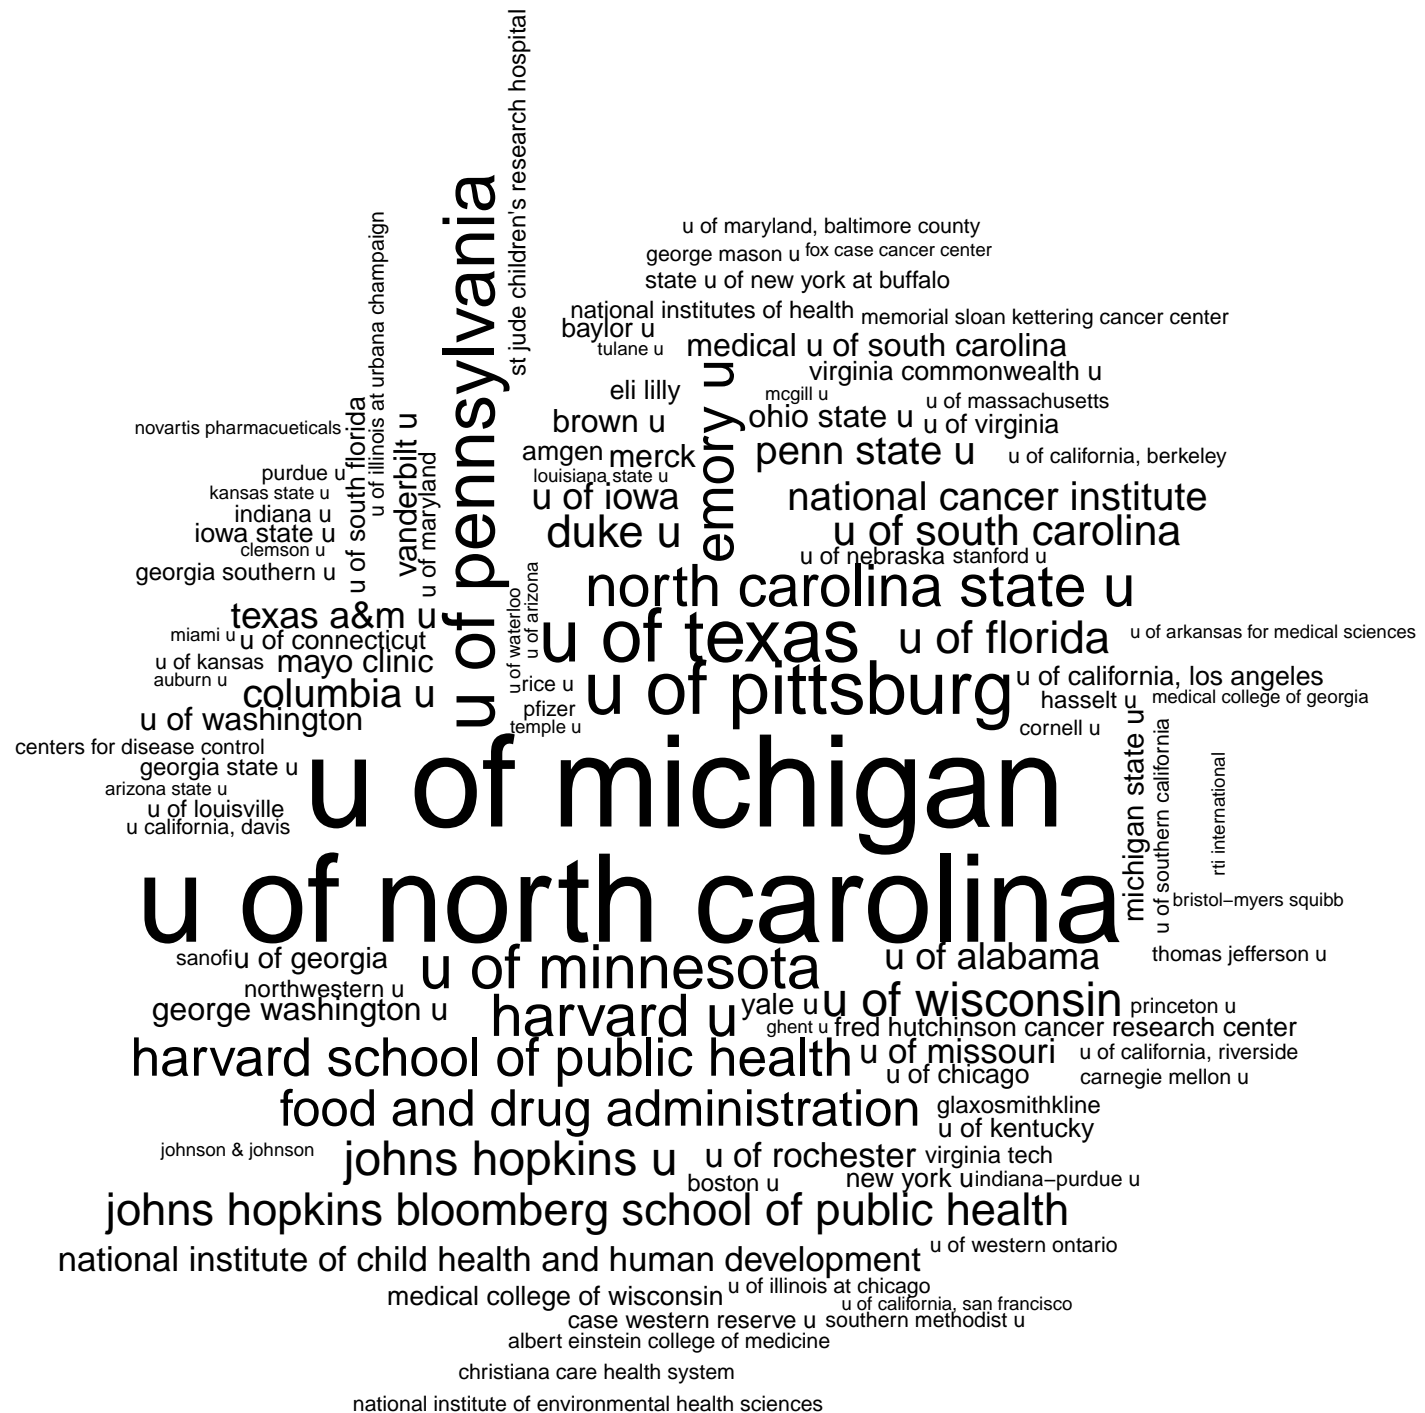 st jude children's research hospital
u of pennsylvania
u of illinois at urbana champaign
u of maryland, baltimore county
george mason u
fox case cancer center
state u of new york at buffalo
national institutes of health
memorial sloan kettering cancer center
baylor u
tulane u
medical u of south carolina
virginia commonwealth u
emory u
eli lilly
mcgill u
u of massachusetts
brown u
ohio state u
u of virginia
novartis pharmacueticals
u of south florida
vanderbilt u
u of maryland
amgen
merck
penn state u
u of california, berkeley
purdue u
louisiana state u
kansas state u
u of iowa
national cancer institute
indiana u
iowa state u
duke u
u of south carolina
clemson u
u of nebraska
stanford u
georgia southern u
north carolina state u
u of waterloo
u of arizona
texas a&m u
miami u
u of connecticut
u of texas
u of florida
u of arkansas for medical sciences
u of kansas
mayo clinic
auburn u
columbia u
rice u
u of pittsburg
u of california, los angeles
hasselt u
medical college of georgia
pfizer
u of washington
temple u
cornell u
michigan state u
u of southern california
rti international
centers for disease control
georgia state u
arizona state u
u of louisville
u california, davis
u of michigan
u of north carolina
bristol−myers squibb
sanofi
u of georgia
u of minnesota
u of alabama
thomas jefferson u
northwestern u
george washington u
harvard u
yale u
u of wisconsin
princeton u
ghent u
fred hutchinson cancer research center
harvard school of public health
u of missouri
u of california, riverside
u of chicago
carnegie mellon u
food and drug administration
glaxosmithkline
u of kentucky
johnson & johnson
johns hopkins u
u of rochester
virginia tech
boston u
new york u
indiana−purdue u
johns hopkins bloomberg school of public health
national institute of child health and human development
u of western ontario
medical college of wisconsin
u of illinois at chicago
u of california, san francisco
case western reserve u
southern methodist u
albert einstein college of medicine
christiana care health system
national institute of environmental health sciences